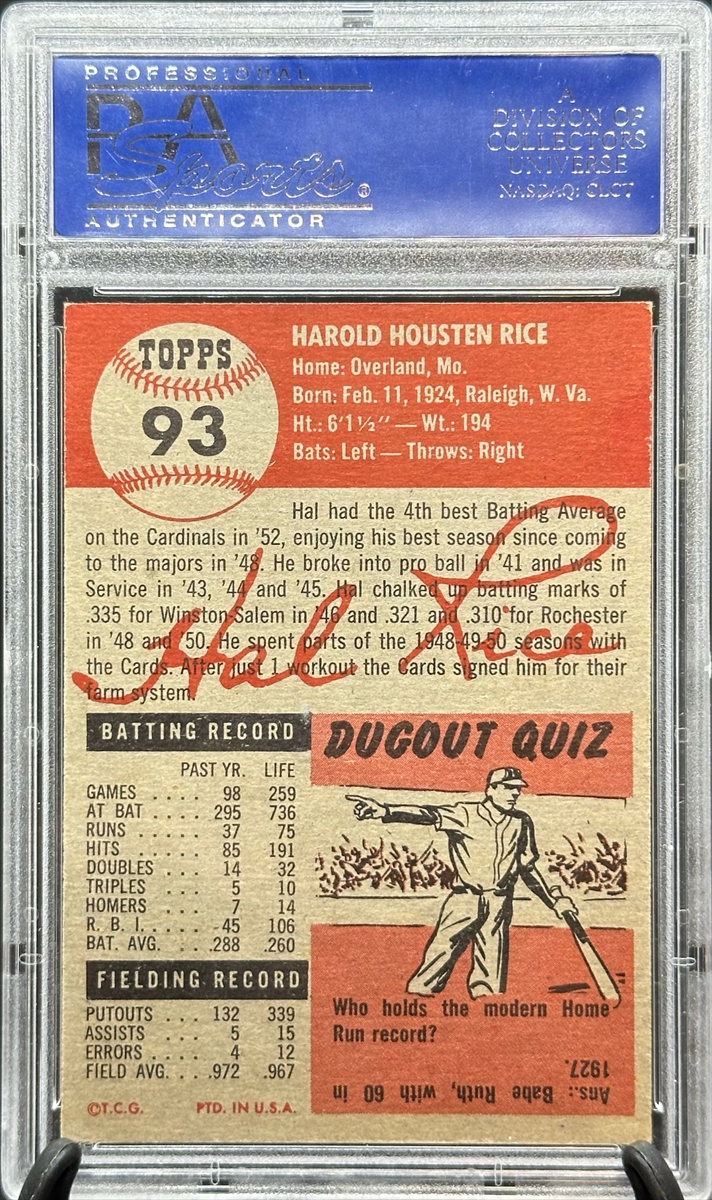 PROFESSIONAL
PSA
Sports®
AUTHENTICATOR
A
DIVISION OF
COLLECTORS
UNIVERSE
NASDAQ: CLCT
TOPPS
93
HAROLD HOUSTEN RICE
Home: Overland, Mo.
Born: Feb. 11, 1924, Raleigh, W. Va.
Ht.: 6'1½" — Wt.: 194
Bats: Left — Throws: Right
Hal had the 4th best Batting Average
on the Cardinals in '52, enjoying his best season since coming
to the majors in '48. He broke into pro ball in '41 and was in
Service in '43, '44 and '45. Hal chalked up batting marks of
.335 for Winston-Salem in '46 and .321 and .310 for Rochester
in '48 and '50. He spent parts of the 1948-49-50 seasons with
the Cards. After just 1 workout the Cards signed him for their
farm system.
Hal Rice
BATTING RECORD
PAST YR. LIFE
GAMES .... 98 259
AT BAT .... 295 736
RUNS ..... 37 75
HITS ..... 85 191
DOUBLES .... 14 32
TRIPLES .... 5 10
HOMERS .... 7 14
R. B. I. .... 45 106
BAT. AVG. ... .288 .260
FIELDING RECORD
PUTOUTS ... 132 339
ASSISTS ... 5 15
ERRORS .... 4 12
FIELD AVG. ... .972 .967
©T.C.G. PTD. IN U.S.A.
DUGOUT QUIZ
B
Who holds the modern Home
Run record?
Ans.: Babe Ruth, with 60 in
1927.